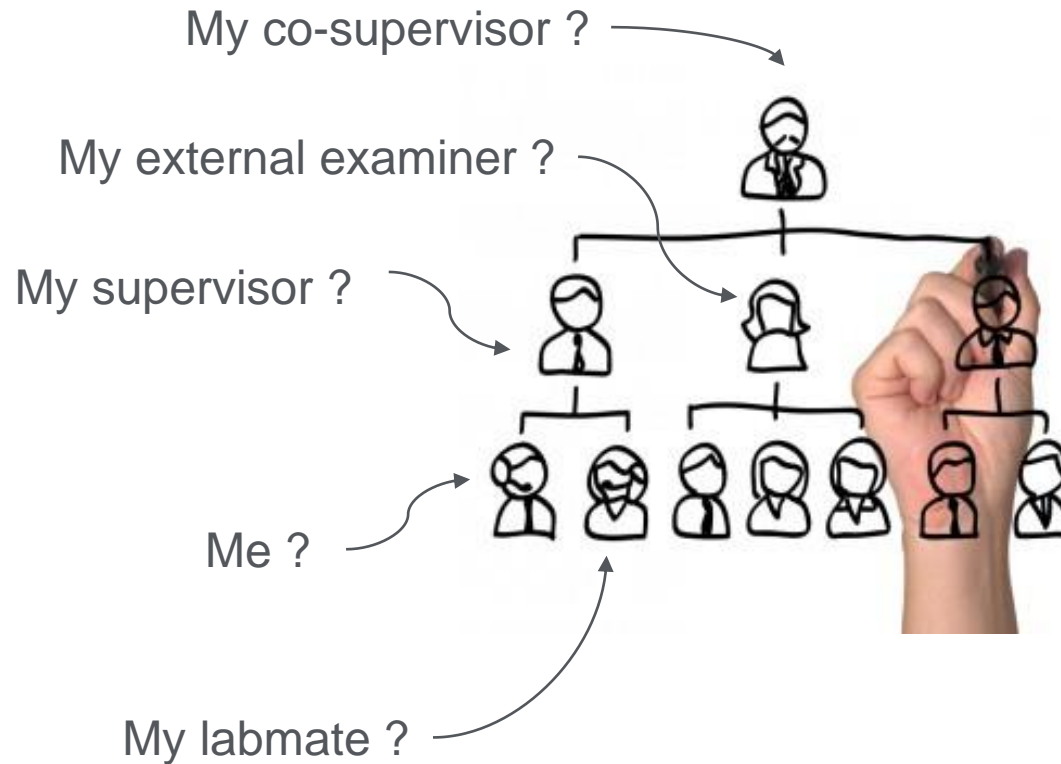 My co-supervisor ?
My external examiner ?
My supervisor ?
Me ?
My labmate ?